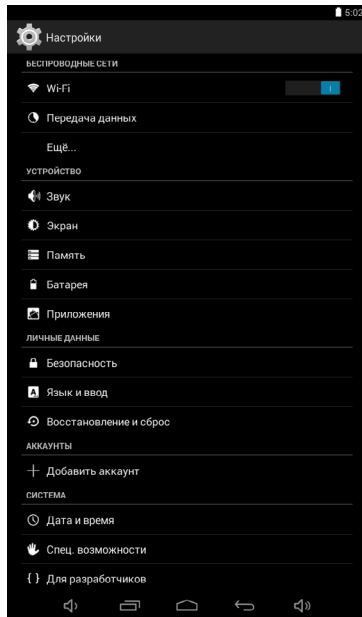 5:02
Настройки
БЕСПРОВОДНЫЕ СЕТИ
Wi-Fi
Передача данных
Ещё...
УСТРОЙСТВО
Звук
Экран
Память
Батарея
Приложения
ЛИЧНЫЕ ДАННЫЕ
Безопасность
Язык и ввод
Восстановление и сброс
АККАУНТЫ
Добавить аккаунт
СИСТЕМА
Дата и время
Спец. возможности
Для разработчиков